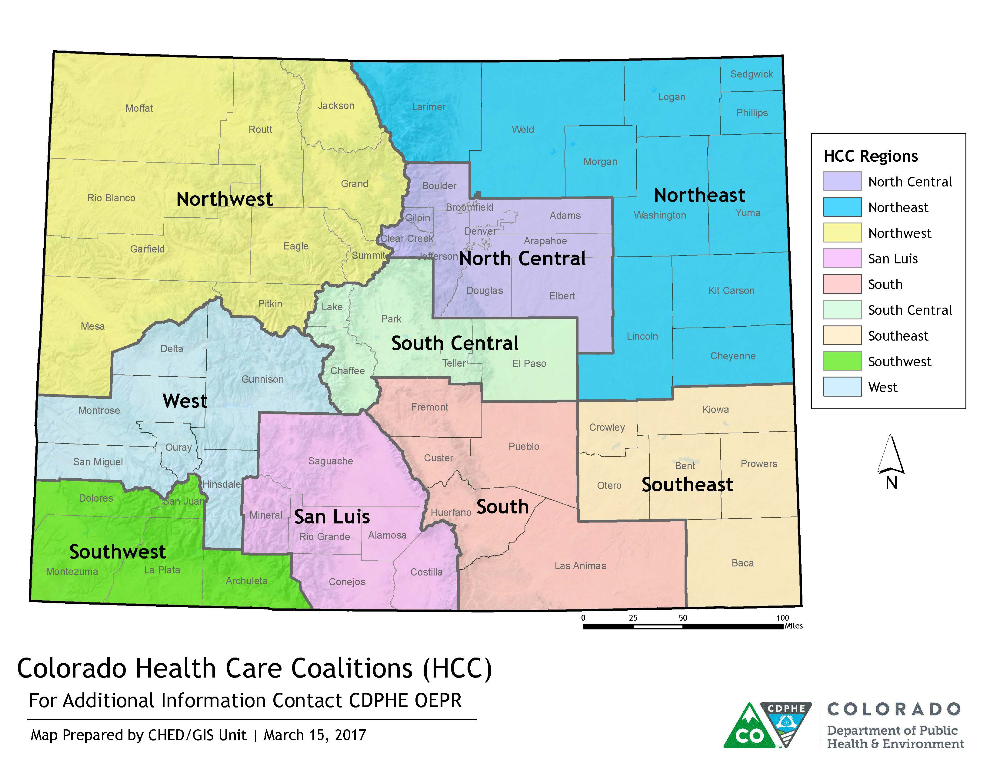 Moffat
Routt
Jackson
Larimer
Weld
Logan
Sedgwick
Phillips
Morgan
Rio Blanco
Northwest
Grand
Boulder
Broomfield
Gilpin
Adams
Northeast
Washington
Yuma
Garfield
Eagle
Summit
Clear Creek
Denver
Arapahoe
Jefferson
North Central
Douglas
Elbert
Kit Carson
Mesa
Pitkin
Lake
Park
Lincoln
Cheyenne
Delta
South Central
Teller
El Paso
Gunnison
Chaffee
West
Montrose
Fremont
Kiowa
Crowley
Ouray
San Miguel
Saguache
Custer
Pueblo
Bent
Prowers
Hinsdale
Otero
Southeast
Dolores
San Juan
Mineral
San Luis
Huerfano
South
Rio Grande
Alamosa
Southwest
Montezuma
La Plata
Archuleta
Conejos
Costilla
Las Animas
Baca
HCC Regions
North Central
Northeast
Northwest
San Luis
South
South Central
Southeast
Southwest
West
N
0 25 50 100
Miles
Colorado Health Care Coalitions (HCC)
For Additional Information Contact CDPHE OEPR
Map Prepared by CHED/GIS Unit | March 15, 2017
CO
CDPHE
TM
COLORADO
Department of Public
Health & Environment